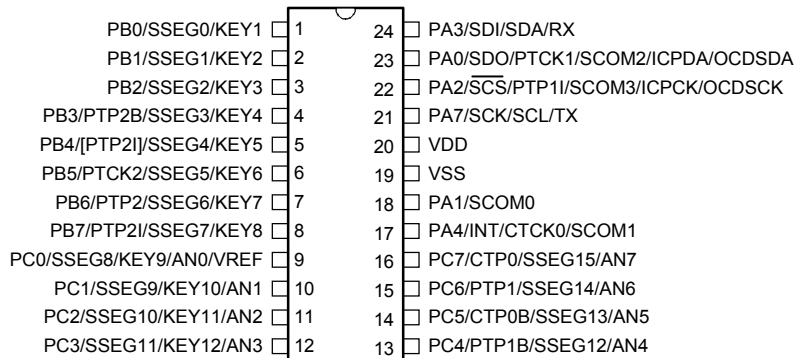 PB0/SSEG0/KEY1 1 24 PA3/SDI/SDA/RX
PB1/SSEG1/KEY2 2 23 PA0/SDO/PTCK1/SCOM2/ICPDA/OCDSDA
PB2/SSEG2/KEY3 3 22 PA2/SCS/PTP1I/SCOM3/ICPCK/OCDSCK
PB3/PTP2B/SSEG3/KEY4 4 21 PA7/SCK/SCL/TX
PB4/[PTP2I]/SSEG4/KEY5 5 20 VDD
PB5/PTCK2/SSEG5/KEY6 6 19 VSS
PB6/PTP2/SSEG6/KEY7 7 18 PA1/SCOM0
PB7/PTP2I/SSEG7/KEY8 8 17 PA4/INT/CTCK0/SCOM1
PC0/SSEG8/KEY9/AN0/VREF 9 16 PC7/CTP0/SSEG15/AN7
PC1/SSEG9/KEY10/AN1 10 15 PC6/PTP1/SSEG14/AN6
PC2/SSEG10/KEY11/AN2 11 14 PC5/CTP0B/SSEG13/AN5
PC3/SSEG11/KEY12/AN3 12 13 PC4/PTP1B/SSEG12/AN4